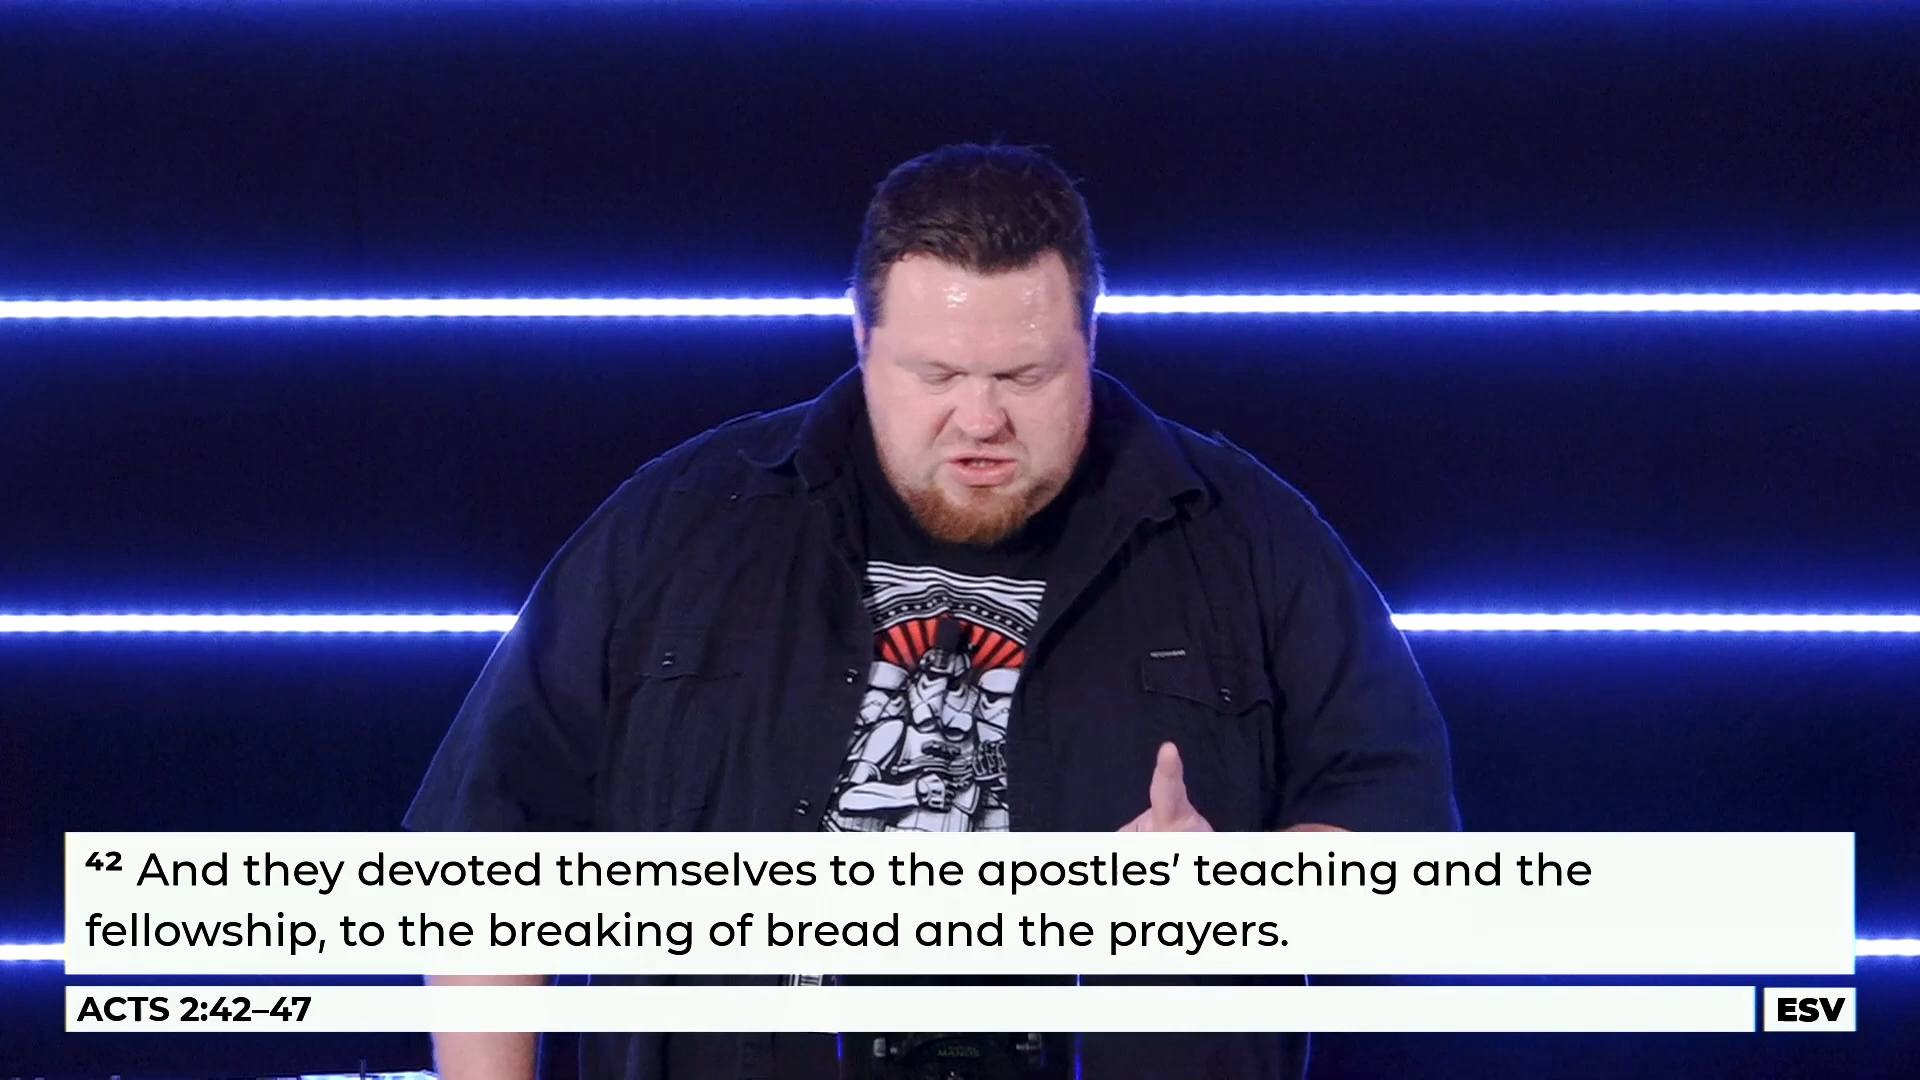 ⁴² And they devoted themselves to the apostles’ teaching and the
fellowship, to the breaking of bread and the prayers.
ACTS 2:42–47
ESV